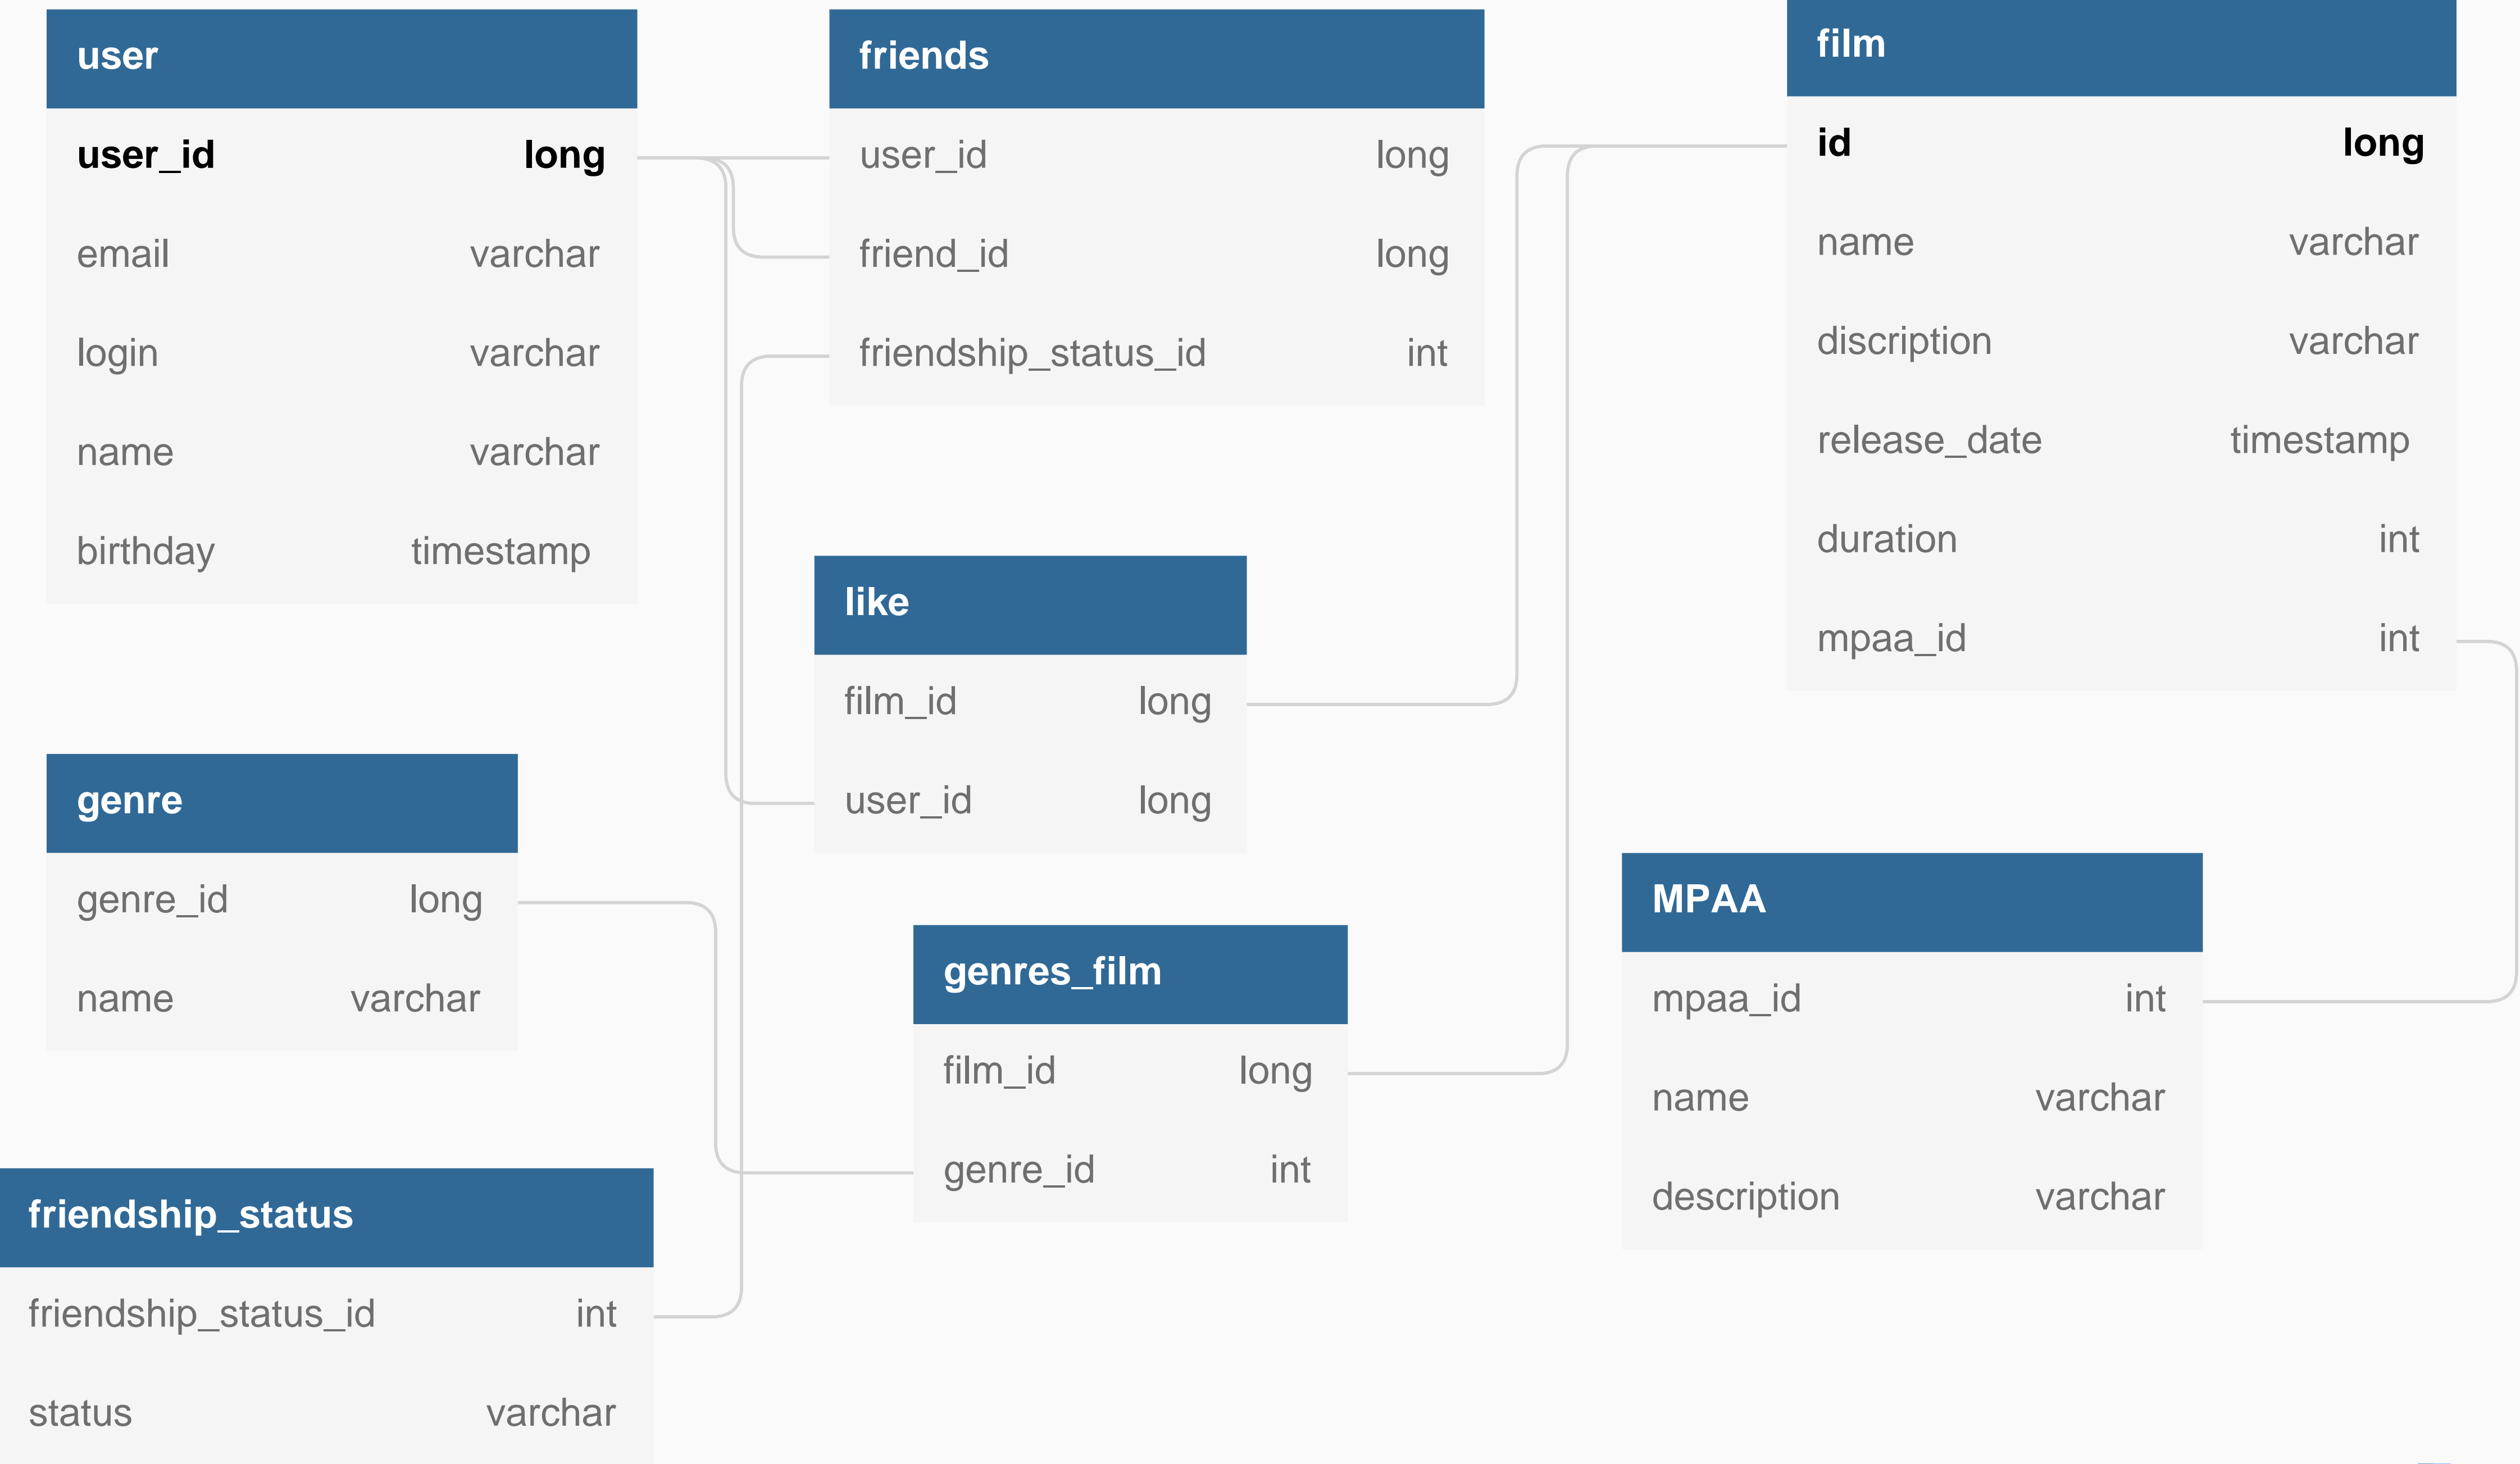 user
user_id long
email varchar
login varchar
name varchar
birthday timestamp
friends
user_id long
friend_id long
friendship_status_id int
film
id long
name varchar
discription varchar
release_date timestamp
duration int
mpaa_id int
like
film_id long
user_id long
genre
genre_id long
name varchar
genres_film
film_id long
genre_id int
MPAA
mpaa_id int
name varchar
description varchar
friendship_status
friendship_status_id int
status varchar